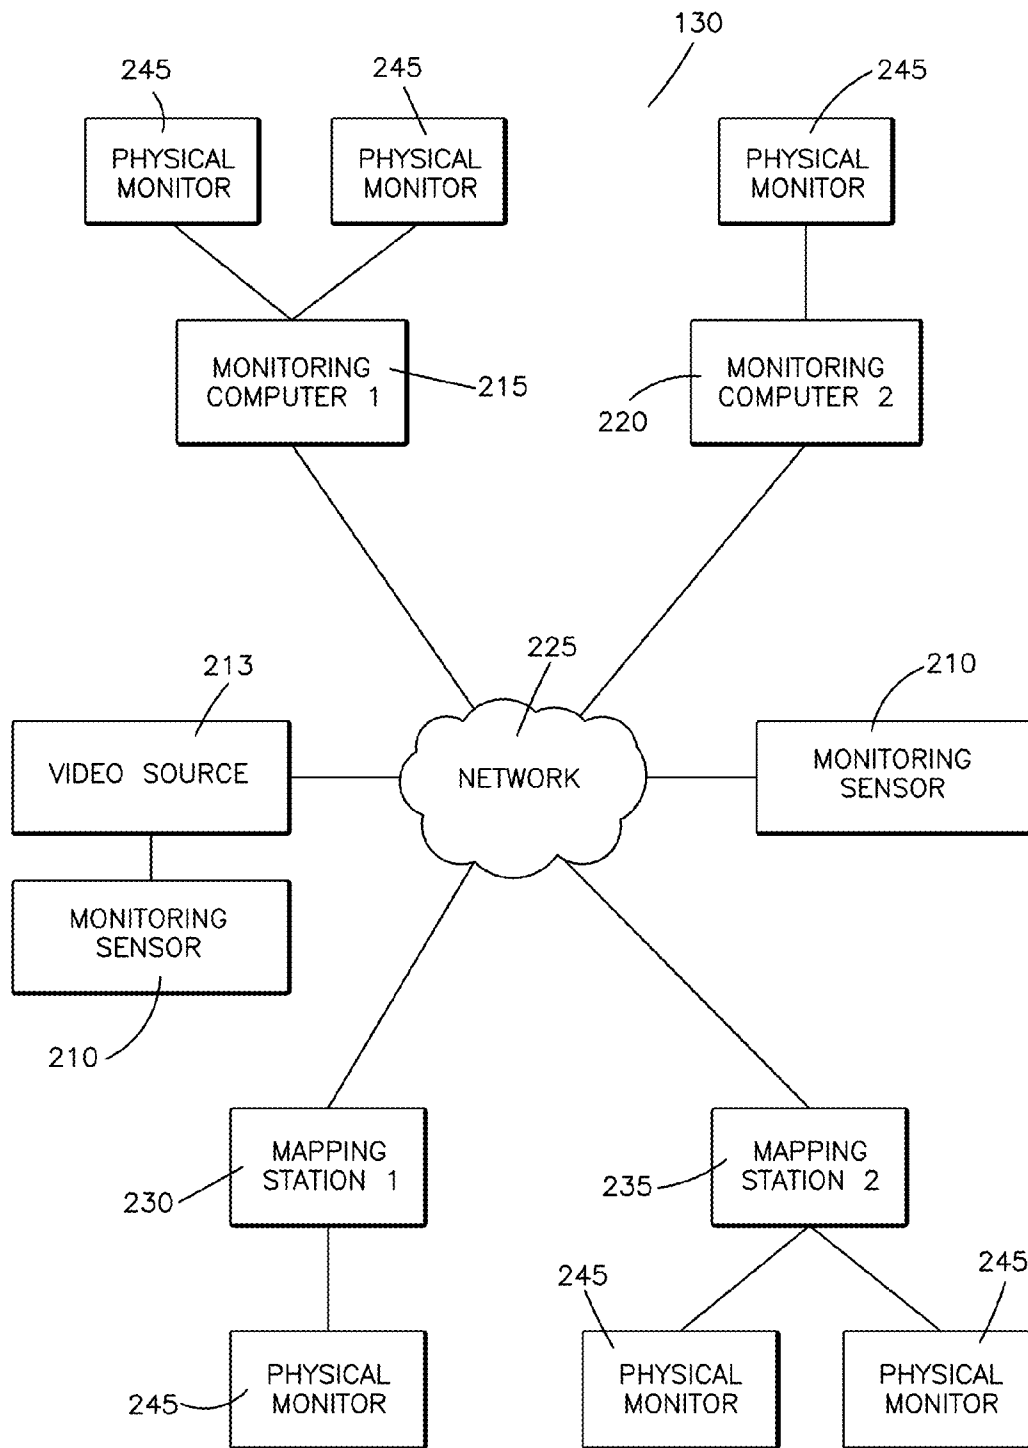 130
245
245
245
PHYSICAL
MONITOR
PHYSICAL
MONITOR
PHYSICAL
MONITOR
MONITORING
COMPUTER 1
215
MONITORING
COMPUTER 2
220
225
213
210
VIDEO SOURCE
NETWORK
MONITORING
SENSOR
MONITORING
SENSOR
210
MAPPING
STATION 1
230
MAPPING
STATION 2
235
245
245
PHYSICAL
MONITOR
245
PHYSICAL
MONITOR
PHYSICAL
MONITOR